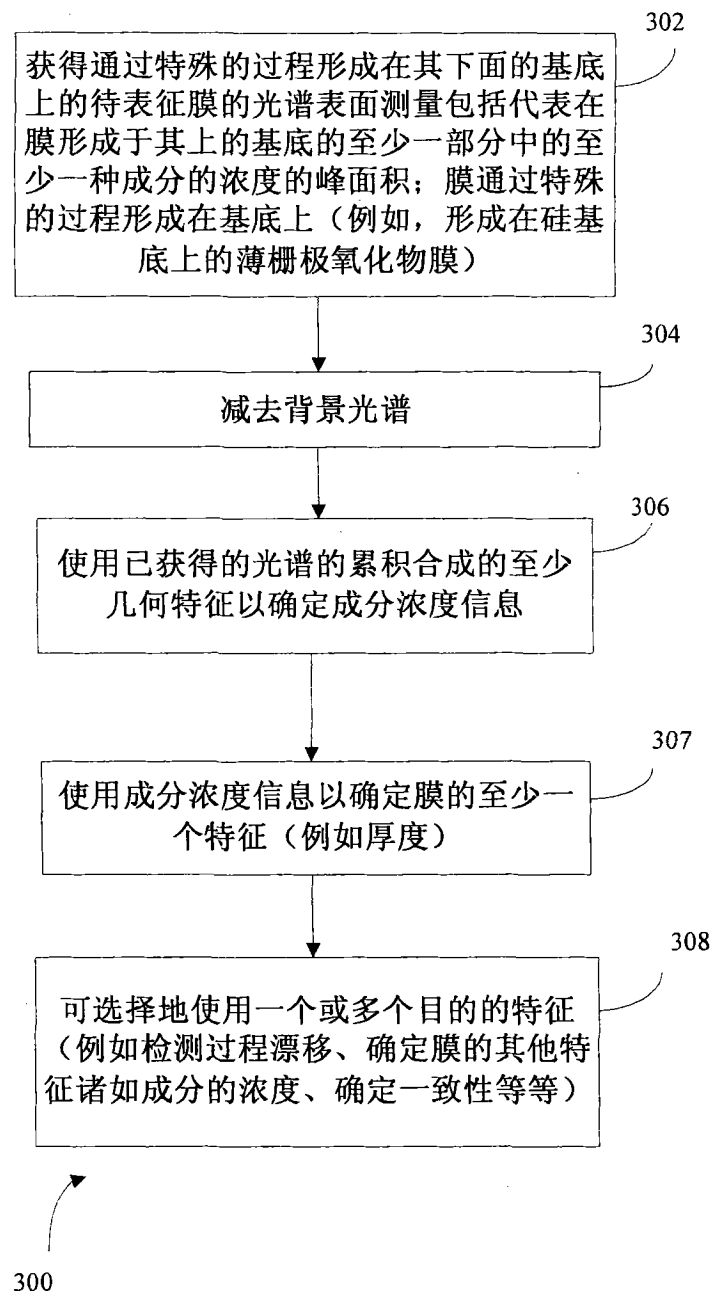 302
获得通过特殊的过程形成在其下面的基底
上的待表征膜的光谱表面测量包括代表在
膜形成于其上的基底的至少一部分中的至
少一种成分的浓度的峰面积；膜通过特殊
的过程形成在基底上（例如，形成在硅基
底上的薄栅极氧化物膜）
304
减去背景光谱
306
使用已获得的光谱的累积合成的至少
几何特征以确定成分浓度信息
307
使用成分浓度信息以确定膜的至少一
个特征（例如厚度）
308
可选择地使用一个或多个目的的特征
（例如检测过程漂移、确定膜的其他特
征诸如成分的浓度、确定一致性等等）
300